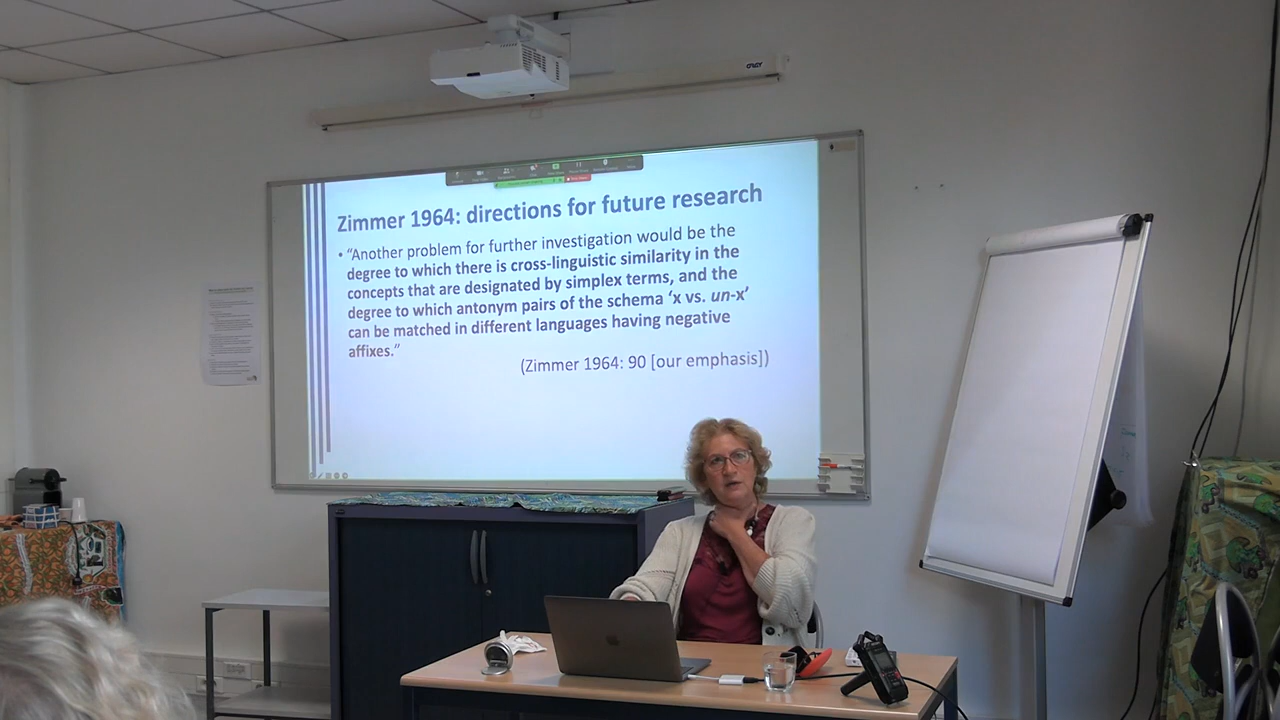 Zimmer 1964: directions for future research
• “Another problem for further investigation would be the
degree to which there is cross-linguistic similarity in the
concepts that are designated by simplex terms, and the
degree to which antonym pairs of the schema ‘x vs. un-x’
can be matched in different languages having negative
affixes.”
(Zimmer 1964: 90 [our emphasis])